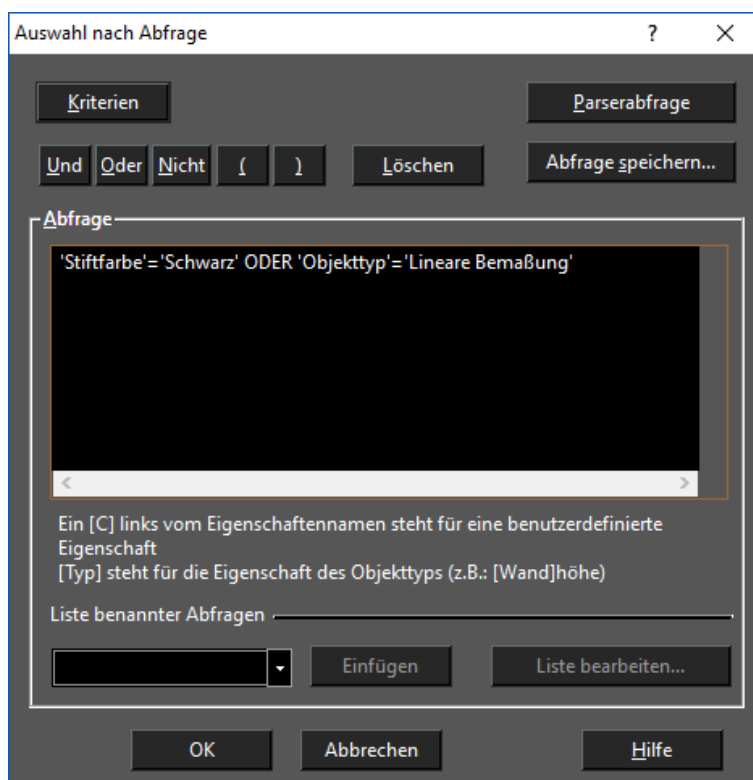 Auswahl nach Abfrage ?
Kriterien Parserabfrage
Und Oder Nicht ( ) Löschen Abfrage speichern...
Abfrage
'Stiftfarbe'='Schwarz' ODER 'Objekttyp'='Lineare Bemaßung'
Ein [C] links vom Eigenschaftennamen steht für eine benutzerdefinierte
Eigenschaft
[Typ] steht für die Eigenschaft des Objekttyps (z.B.: [Wand]höhe)
Liste benannter Abfragen
Einfügen Liste bearbeiten...
OK Abbrechen Hilfe